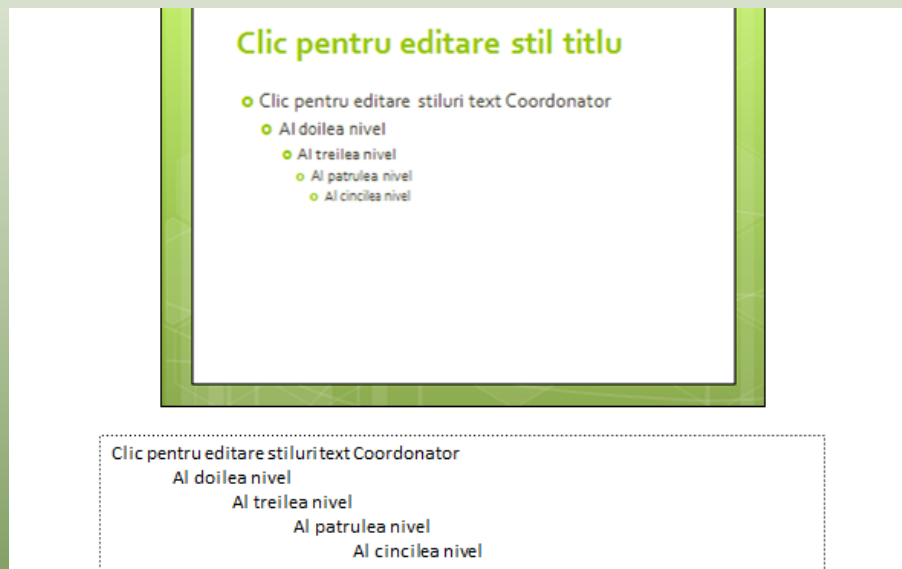 Clic pentru editare stil titlu
Clic pentru editare stiluri text Coordonator
Al doilea nivel
Al treilea nivel
Al patrulea nivel
Al cincilea nivel
Clic pentru editare stiluri text Coordonator
Al doilea nivel
Al treilea nivel
Al patrulea nivel
Al cincilea nivel